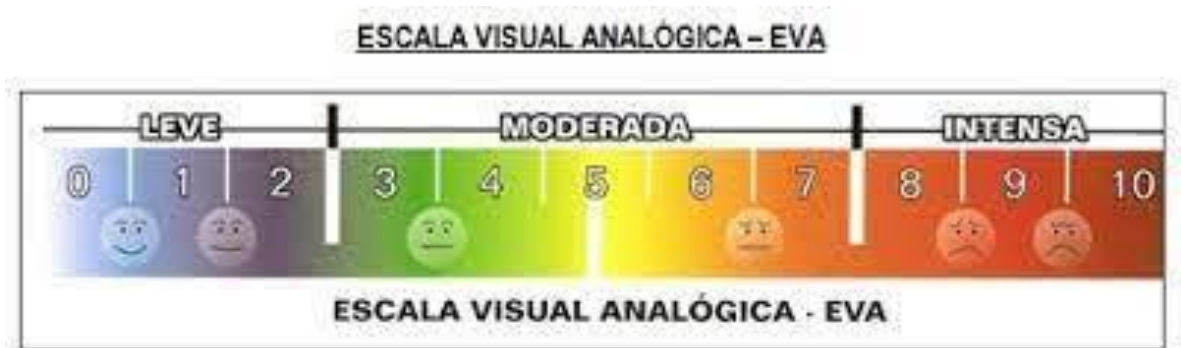 ESCALA VISUAL ANALÓGICA – EVA
LEVE MODERADA INTENSA
0 1 2 3 4 5 6 7 8 9 10
ESCALA VISUAL ANALÓGICA - EVA